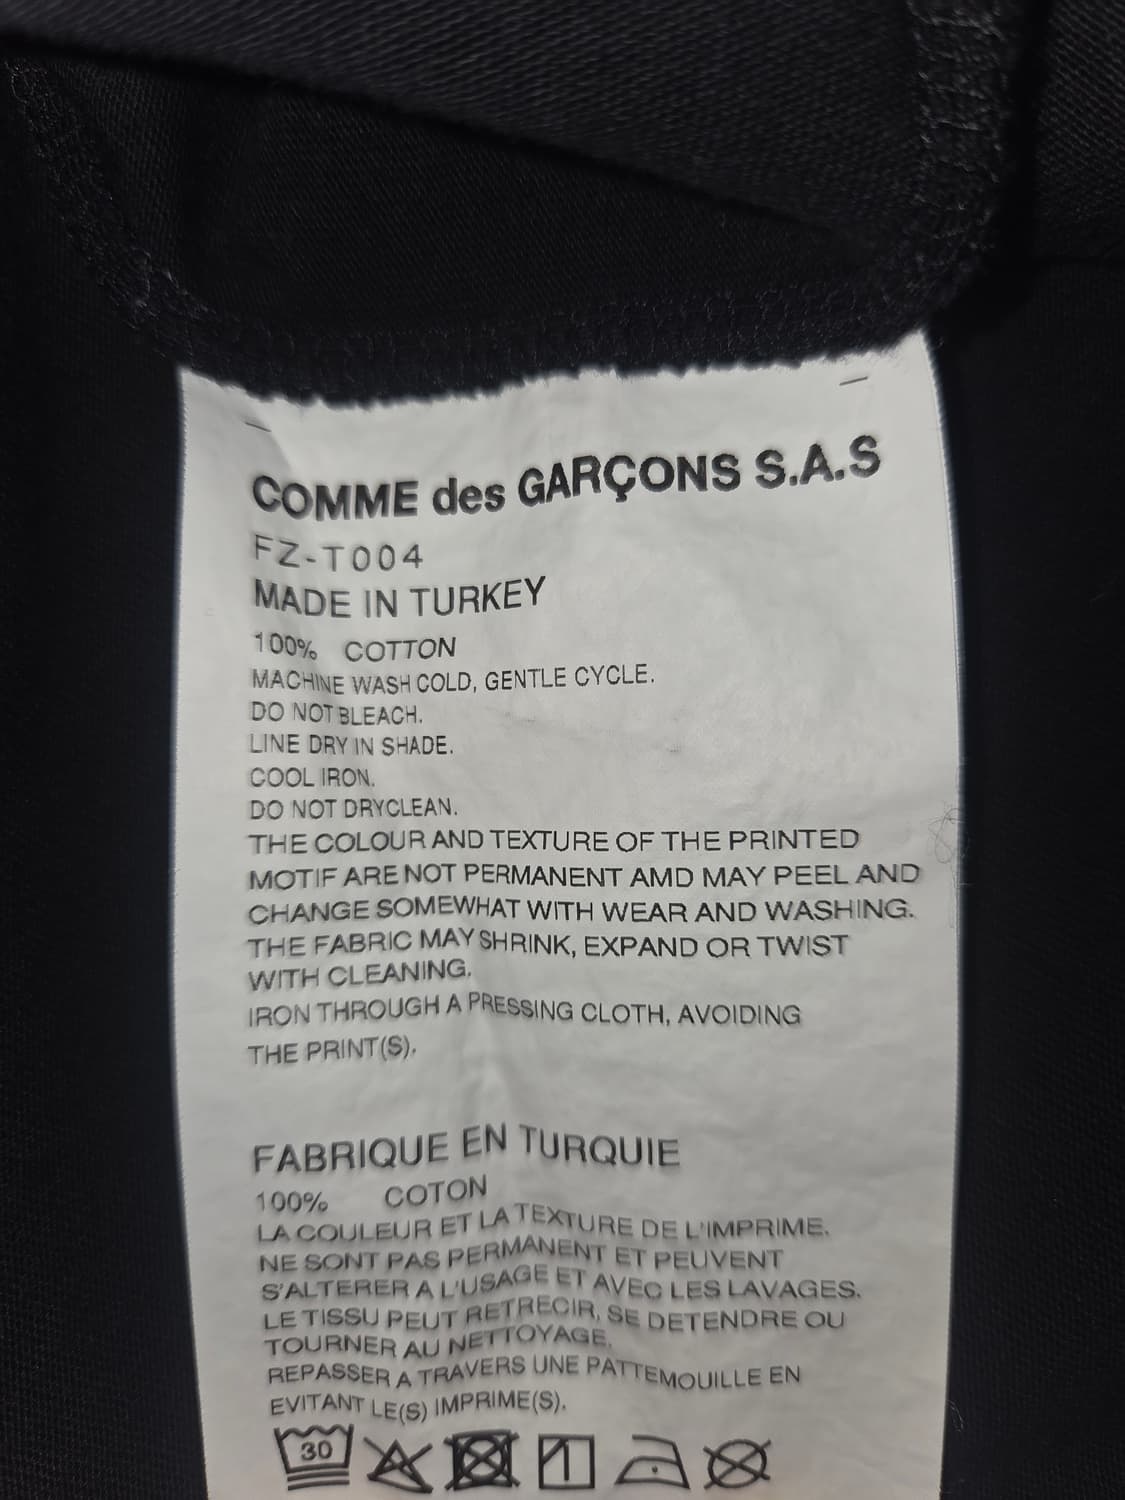 COMME des GARÇONS S.A.S
FZ-T004
MADE IN TURKEY
100% COTTON
MACHINE WASH COLD, GENTLE CYCLE.
DO NOT BLEACH.
LINE DRY IN SHADE.
COOL IRON.
DO NOT DRYCLEAN.
THE COLOUR AND TEXTURE OF THE PRINTED
MOTIF ARE NOT PERMANENT AMD MAY PEEL AND
CHANGE SOMEWHAT WITH WEAR AND WASHING.
THE FABRIC MAY SHRINK, EXPAND OR TWIST
WITH CLEANING.
IRON THROUGH A PRESSING CLOTH, AVOIDING
THE PRINT(S).
FABRIQUE EN TURQUIE
100% COTON
LA COULEUR ET LA TEXTURE DE L'IMPRIME.
NE SONT PAS PERMANENT ET PEUVENT
S'ALTERER A L'USAGE ET AVEC LES LAVAGES.
LE TISSU PEUT RETRECIR, SE DETENDRE OU
TOURNER AU NETTOYAGE.
REPASSER A TRAVERS UNE PATTEMOUILLE EN
EVITANT LE(S) IMPRIME(S).
30